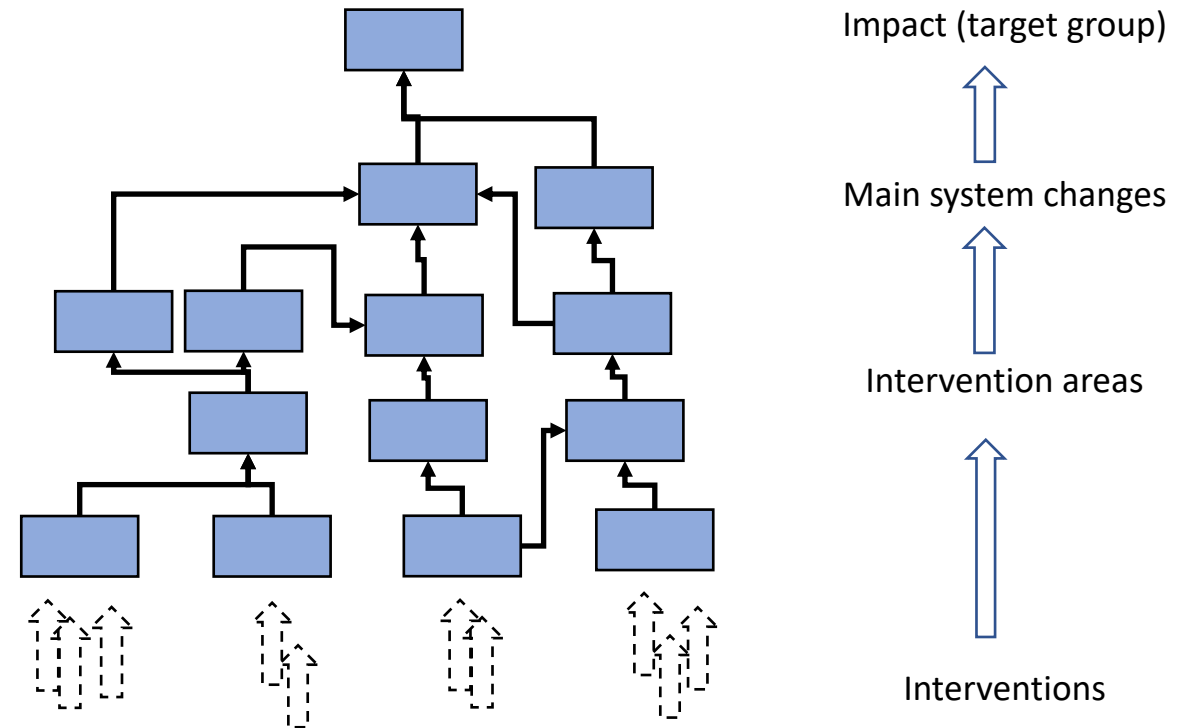 Impact (target group)
Main system changes
Intervention areas
Interventions